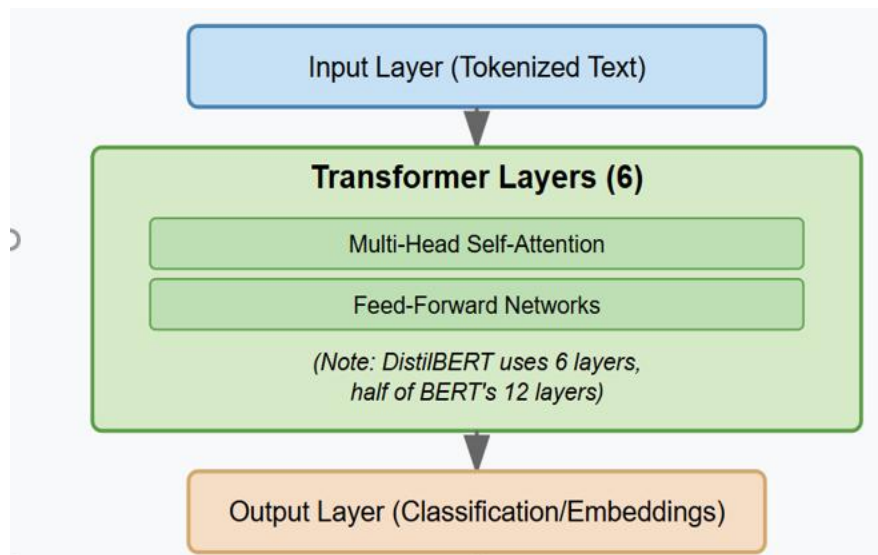 Input Layer (Tokenized Text)
Transformer Layers (6)
Multi-Head Self-Attention
Feed-Forward Networks
(Note: DistilBERT uses 6 layers,
half of BERT's 12 layers)
Output Layer (Classification/Embeddings)